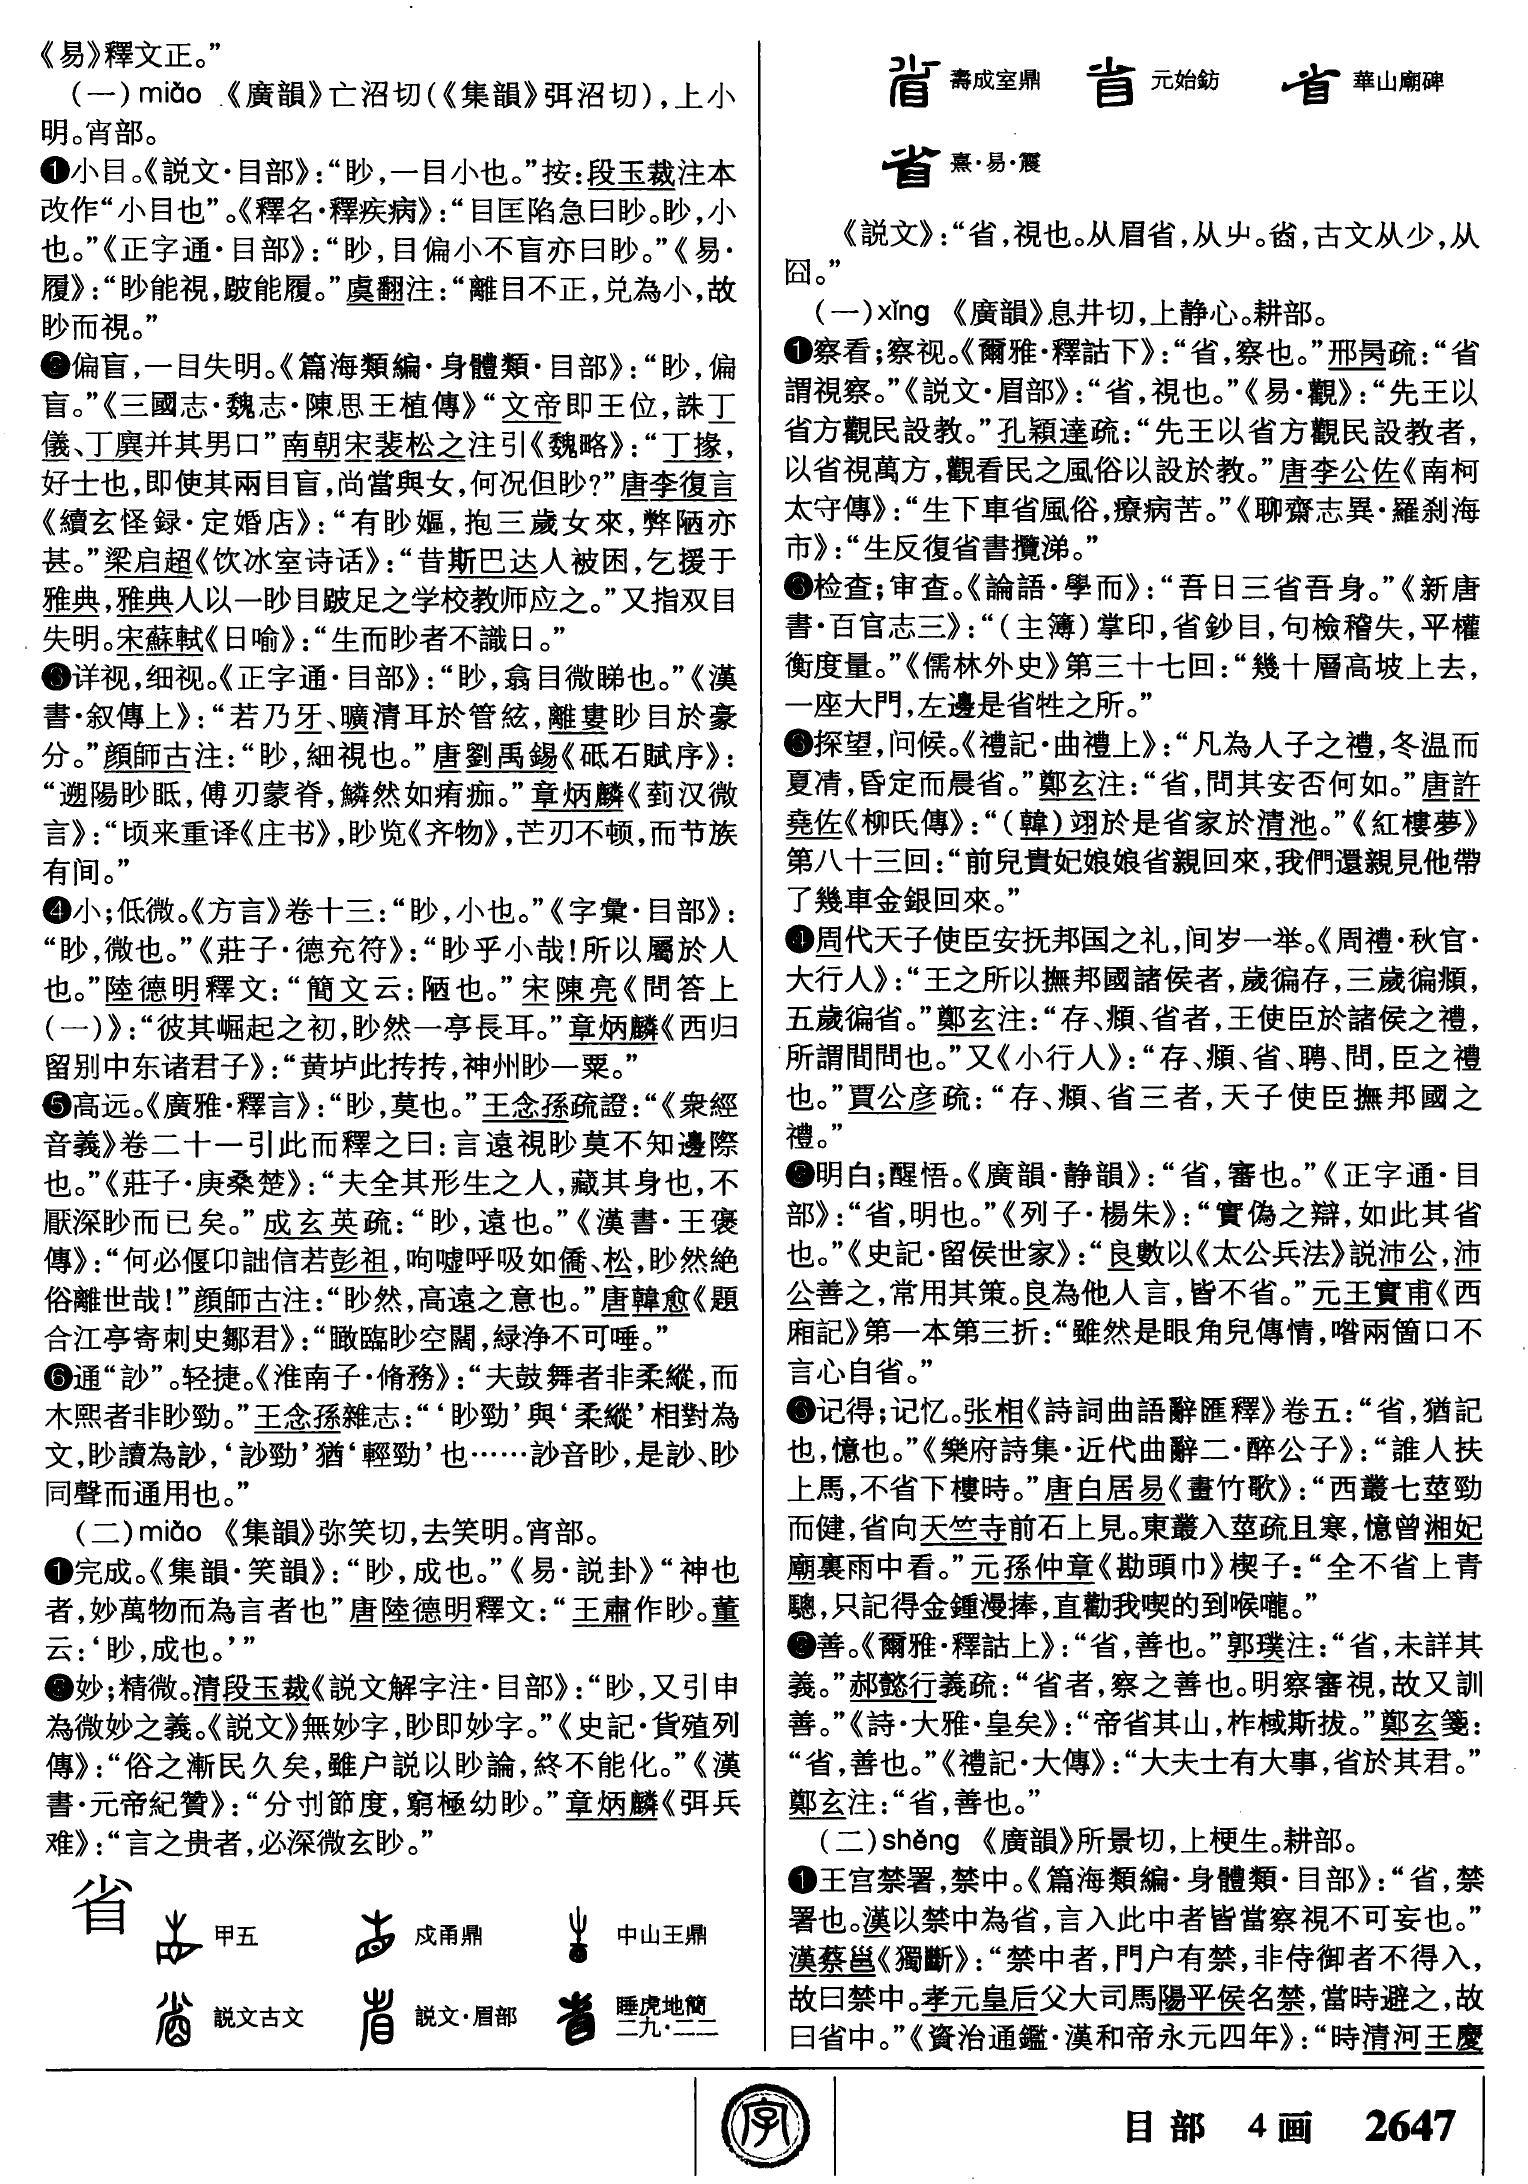 《易》釋文正。”
(一)miǎo 《廣韻》亡沼切(《集韻》弭沼切)，上小
明。宵部。
❶小目。《説文·目部》：“眇，一目小也。”按：段玉裁注本
改作“小目也”。《釋名·釋疾病》：“目匡陷急曰眇。眇，小
也。”《正字通·目部》：“眇，目偏小不盲亦曰眇。”《易·
履》：“眇能視，跛能履。”虞翻注：“離目不正，兑為小，故
眇而視。”
❷偏盲，一目失明。《篇海類編·身體類·目部》：“眇，偏
盲。”《三國志·魏志·陳思王植傳》“文帝即王位，誅丁
儀、丁廙并其男口”南朝宋裴松之注引《魏略》：“丁掾，
好士也，即使其兩目盲，尚當與女，何况但眇？”唐李復言
《續玄怪録·定婚店》：“有眇嫗，抱三歲女來，弊陋亦
甚。”梁启超《饮冰室诗话》：“昔斯巴达人被困，乞援于
雅典，雅典人以一眇目跛足之学校教师应之。”又指双目
失明。宋蘇軾《日喻》：“生而眇者不識日。”
❸详视，细视。《正字通·目部》：“眇，翕目微睇也。”《漢
書·叙傳上》：“若乃牙、曠清耳於管絃，離婁眇目於豪
分。”顔師古注：“眇，細視也。”唐劉禹錫《砥石賦序》：
“遡陽眇眂，傅刃蒙脊，鱗然如痏痂。”章炳麟《菿汉微
言》：“顷来重译《庄书》，眇览《齐物》，芒刃不顿，而节族
有间。”
❹小；低微。《方言》卷十三：“眇，小也。”《字彙·目部》：
“眇，微也。”《莊子·德充符》：“眇乎小哉！所以屬於人
也。”陸德明釋文：“簡文云：陋也。”宋陳亮《問答上
(一)》：“彼其崛起之初，眇然一亭長耳。”章炳麟《西归
留别中东诸君子》：“黄垆此抟抟，神州眇一粟。”
❺高远。《廣雅·釋言》：“眇，莫也。”王念孫疏證：“《衆經
音義》卷二十一引此而釋之曰：言遠視眇莫不知邊際
也。”《莊子·庚桑楚》：“夫全其形生之人，藏其身也，不
厭深眇而已矣。”成玄英疏：“眇，遠也。”《漢書·王褒
傳》：“何必偃卬詘信若彭祖，呴嘘呼吸如僑、松，眇然絶
俗離世哉！”顔師古注：“眇然，高遠之意也。”唐韓愈《題
合江亭寄刺史鄒君》：“瞰臨眇空闊，緑浄不可唾。”
❻通“訬”。轻捷。《淮南子·脩務》：“夫鼓舞者非柔縱，而
木熙者非眇勁。”王念孫雜志：“‘眇勁’與‘柔縱’相對為
文，眇讀為訬，‘訬勁’猶‘輕勁’也……訬音眇，是訬、眇
同聲而通用也。”
(二)miǎo 《集韻》弥笑切，去笑明。宵部。
❶完成。《集韻·笑韻》：“眇，成也。”《易·説卦》“神也
者，妙萬物而為言者也”唐陸德明釋文：“王肅作眇。董
云：‘眇，成也。’”
❷妙；精微。清段玉裁《説文解字注·目部》：“眇，又引申
為微妙之義。《説文》無妙字，眇即妙字。”《史記·貨殖列
傳》：“俗之漸民久矣，雖户説以眇論，終不能化。”《漢
書·元帝紀贊》：“分刌節度，窮極幼眇。”章炳麟《弭兵
难》：“言之贵者，必深微玄眇。”
省
甲五 戍甬鼎 中山王鼎
説文古文 説文·眉部 睡虎地簡二九·二二
壽成室鼎 元始鈁 華山廟碑
熹·易·震
《説文》：“省，視也。从眉省，从屮。𡮐，古文从少，从
囧。”
(一)xǐng 《廣韻》息井切，上静心。耕部。
❶察看；察视。《爾雅·釋詁下》：“省，察也。”邢昺疏：“省
謂視察。”《説文·眉部》：“省，視也。”《易·觀》：“先王以
省方觀民設教。”孔穎達疏：“先王以省方觀民設教者，
以省視萬方，觀看民之風俗以設於教。”唐李公佐《南柯
太守傳》：“生下車省風俗，療病苦。”《聊齋志異·羅刹海
市》：“生反復省書攬涕。”
❷检查；审查。《論語·學而》：“吾日三省吾身。”《新唐
書·百官志三》：“(主簿)掌印，省鈔目，句檢稽失，平權
衡度量。”《儒林外史》第三十七回：“幾十層高坡上去，
一座大門，左邊是省牲之所。”
❸探望，问候。《禮記·曲禮上》：“凡為人子之禮，冬温而
夏凊，昏定而晨省。”鄭玄注：“省，問其安否何如。”唐許
堯佐《柳氏傳》：“(韓)翊於是省家於清池。”《紅樓夢》
第八十三回：“前兒貴妃娘娘省親回來，我們還親見他帶
了幾車金銀回來。”
❹周代天子使臣安抚邦国之礼，间岁一举。《周禮·秋官·
大行人》：“王之所以撫邦國諸侯者，歲徧存，三歲徧覜，
五歲徧省。”鄭玄注：“存、覜、省者，王使臣於諸侯之禮，
所謂間問也。”又《小行人》：“存、覜、省、聘、問，臣之禮
也。”賈公彦疏：“存、覜、省三者，天子使臣撫邦國之
禮。”
❺明白；醒悟。《廣韻·静韻》：“省，審也。”《正字通·目
部》：“省，明也。”《列子·楊朱》：“實偽之辯，如此其省
也。”《史記·留侯世家》：“良數以《太公兵法》説沛公，沛
公善之，常用其策。良為他人言，皆不省。”元王實甫《西
廂記》第一本第三折：“雖然是眼角兒傳情，喒兩箇口不
言心自省。”
❻记得；记忆。张相《詩詞曲語辭匯釋》卷五：“省，猶記
也，憶也。”《樂府詩集·近代曲辭二·醉公子》：“誰人扶
上馬，不省下樓時。”唐白居易《畫竹歌》：“西叢七莖勁
而健，省向天竺寺前石上見。東叢八莖疏且寒，憶曾湘妃
廟裏雨中看。”元孫仲章《勘頭巾》楔子：“全不省上青
驄，只記得金鍾漫捧，直勸我喫的到喉嚨。”
❼善。《爾雅·釋詁上》：“省，善也。”郭璞注：“省，未詳其
義。”郝懿行義疏：“省者，察之善也。明察審視，故又訓
善。”《詩·大雅·皇矣》：“帝省其山，柞棫斯拔。”鄭玄箋：
“省，善也。”《禮記·大傳》：“大夫士有大事，省於其君。”
鄭玄注：“省，善也。”
(二)shěng 《廣韻》所景切，上梗生。耕部。
❶王宫禁署，禁中。《篇海類編·身體類·目部》：“省，禁
署也。漢以禁中為省，言入此中者皆當察視不可妄也。”
漢蔡邕《獨斷》：“禁中者，門户有禁，非侍御者不得入，
故曰禁中。孝元皇后父大司馬陽平侯名禁，當時避之，故
曰省中。”《資治通鑑·漢和帝永元四年》：“時清河王慶
字
目部 4画 2647